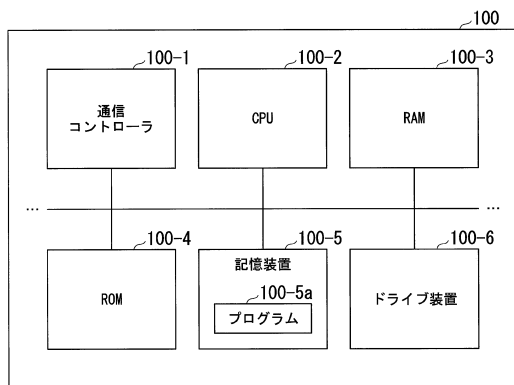 100
100-1
通信
コントローラ
100-2
CPU
100-3
RAM
…
…
100-4
ROM
100-5
記憶装置
100-5a
プログラム
100-6
ドライブ装置